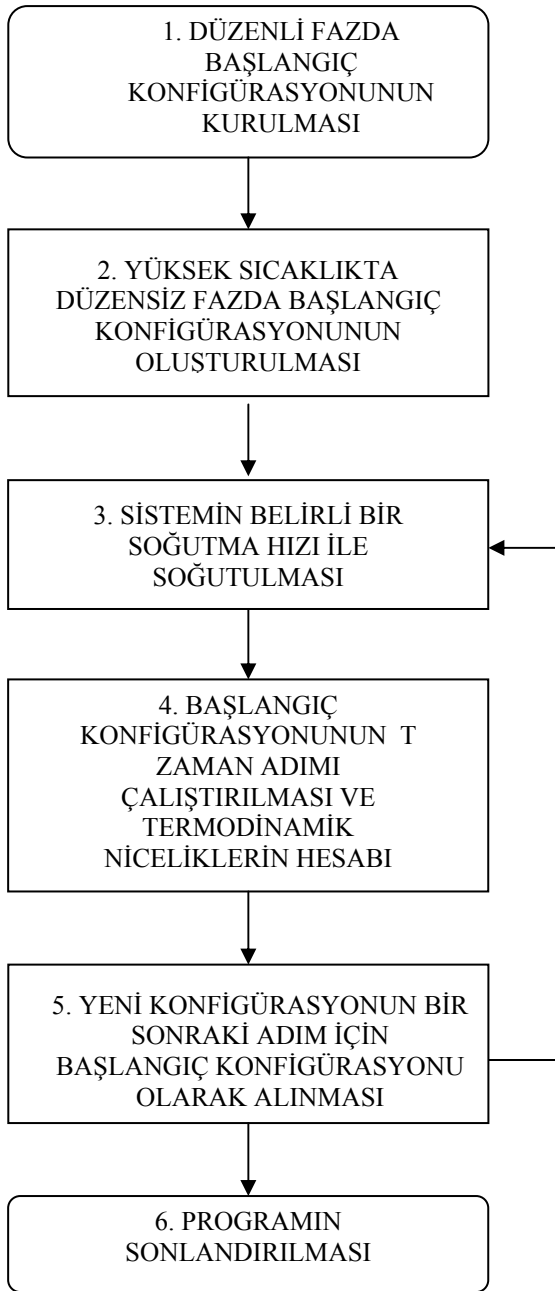 1. DÜZENLİ FAZDA
BAŞLANGIÇ
KONFİGÜRASYONUNUN
KURULMASI
2. YÜKSEK SICAKLIKTA
DÜZENSİZ FAZDA BAŞLANGIÇ
KONFİGÜRASYONUNUN
OLUŞTURULMASI
3. SİSTEMİN BELİRLİ BİR
SOĞUTMA HIZI İLE
SOĞUTULMASI
4. BAŞLANGIÇ
KONFİGÜRASYONUNUN T
ZAMAN ADIMI
ÇALIŞTIRILMASI VE
TERMODİNAMİK
NİCELİKLERİN HESABI
5. YENİ KONFİGÜRASYONUN BİR
SONRAKİ ADIM İÇİN
BAŞLANGIÇ KONFİGÜRASYONU
OLARAK ALINMASI
6. PROGRAMIN
SONLANDIRILMASI